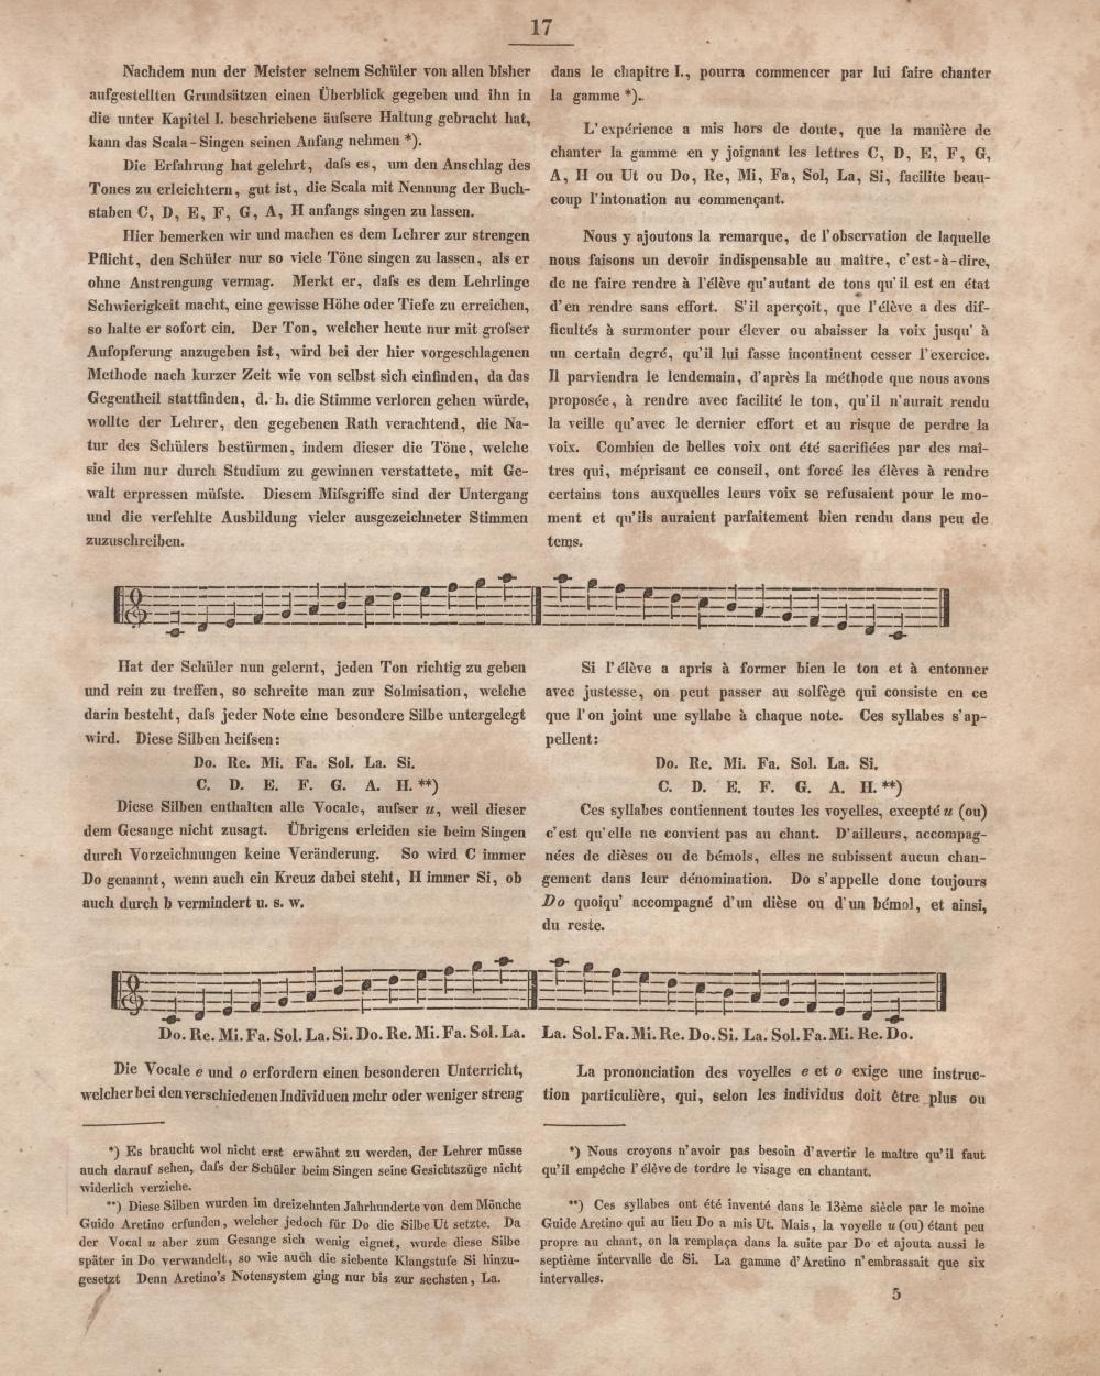 17
Nachdem nun der Meister seinem Schüler von allen bisher
aufgestellten Grundsätzen einen Überblick gegeben und ihn in
die unter Kapitel I. beschriebene äufsere Haltung gebracht hat,
kann das Scala-Singen seinen Anfang nehmen *).
Die Erfahrung hat gelehrt, dafs es, um den Anschlag des
Tones zu erleichtern, gut ist, die Scala mit Nennung der Buch-
staben C, D, E, F, G, A, H anfangs singen zu lassen.
Hier bemerken wir und machen es dem Lehrer zur strengen
Pflicht, den Schüler nur so viele Töne singen zu lassen, als er
ohne Anstrengung vermag. Merkt er, dafs es dem Lehrlinge
Schwierigkeit macht, eine gewisse Höhe oder Tiefe zu erreichen,
so halte er sofort ein. Der Ton, welcher heute nur mit grofser
Aufopferung anzugeben ist, wird bei der hier vorgeschlagenen
Methode nach kurzer Zeit wie von selbst sich einfinden, da das
Gegentheil stattfinden, d. h. die Stimme verloren gehen würde,
wollte der Lehrer, den gegebenen Rath verachtend, die Na-
tur des Schülers bestürmen, indem dieser die Töne, welche
sie ihm nur durch Studium zu gewinnen verstattete, mit Ge-
walt erpressen müfste. Diesem Mifsgriffe sind der Untergang
und die verfehlte Ausbildung vieler ausgezeichneter Stimmen
zuzuschreiben.
dans le chapitre I., pourra commencer par lui faire chanter
la gamme *).
L'expérience a mis hors de doute, que la manière de
chanter la gamme en y joignant les lettres C, D, E, F, G,
A, H ou Ut ou Do, Re, Mi, Fa, Sol, La, Si, facilite beau-
coup l'intonation au commençant.
Nous y ajoutons la remarque, de l'observation de laquelle
nous faisons un devoir indispensable au maître, c'est-à-dire,
de ne faire rendre à l'élève qu'autant de tons qu'il est en état
d'en rendre sans effort. S'il aperçoit, que l'élève a des dif-
ficultés à surmonter pour élever ou abaisser la voix jusqu' à
un certain degré, qu'il lui fasse incontinent cesser l'exercice.
Il parviendra le lendemain, d'après la méthode que nous avons
proposée, à rendre avec facilité le ton, qu'il n'aurait rendu
la veille qu'avec le dernier effort et au risque de perdre la
voix. Combien de belles voix ont été sacrifiées par des maî-
tres qui, méprisant ce conseil, ont forcé les élèves à rendre
certains tons auxquelles leurs voix se refusaient pour le mo-
ment et qu'ils auraient parfaitement bien rendu dans peu de
tems.
Hat der Schüler nun gelernt, jeden Ton richtig zu geben
und rein zu treffen, so schreite man zur Solmisation, welche
darin besteht, dafs jeder Note eine besondere Silbe untergelegt
wird. Diese Silben heifsen:
Do. Re. Mi. Fa. Sol. La. Si.
C. D. E. F. G. A. H. **)
Diese Silben enthalten alle Vocale, aufser u, weil dieser
dem Gesange nicht zusagt. Übrigens erleiden sie beim Singen
durch Vorzeichnungen keine Veränderung. So wird C immer
Do genannt, wenn auch ein Kreuz dabei steht, H immer Si, ob
auch durch b vermindert u. s. w.
Si l'élève a apris à former bien le ton et à entonner
avec justesse, on peut passer au solfège qui consiste en ce
que l'on joint une syllabe à chaque note. Ces syllabes s'ap-
pellent:
Do. Re. Mi. Fa. Sol. La. Si.
C. D. E. F. G. A. H. **)
Ces syllabes contiennent toutes les voyelles, excepté u (ou)
c'est qu'elle ne convient pas au chant. D'ailleurs, accompag-
nées de dièses ou de bémols, elles ne subissent aucun chan-
gement dans leur dénomination. Do s'appelle donc toujours
Do quoiqu' accompagné d'un dièse ou d'un bémol, et ainsi,
du reste.
Do. Re. Mi. Fa. Sol. La. Si. Do. Re. Mi. Fa. Sol. La. La. Sol. Fa. Mi. Re. Do. Si. La. Sol. Fa. Mi. Re. Do.
Die Vocale e und o erfordern einen besonderen Unterricht,
welcher bei den verschiedenen Individuen mehr oder weniger streng
La prononciation des voyelles e et o exige une instruc-
tion particulière, qui, selon les individus doit être plus ou
*) Es braucht wol nicht erst erwähnt zu werden, der Lehrer müsse
auch darauf sehen, dafs der Schüler beim Singen seine Gesichtszüge nicht
widerlich verziehe.
**) Diese Silben wurden im dreizehnten Jahrhunderte von dem Mönche
Guido Aretino erfunden, welcher jedoch für Do die Silbe Ut setzte. Da
der Vocal u aber zum Gesange sich wenig eignet, wurde diese Silbe
später in Do verwandelt, so wie auch die siebente Klangstufe Si hinzu-
gesetzt Denn Aretino's Notensystem ging nur bis zur sechsten, La.
*) Nous croyons n'avoir pas besoin d'avertir le maître qu'il faut
qu'il empêche l'élève de tordre le visage en chantant.
**) Ces syllabes ont été inventé dans le 13ème siècle par le moine
Guide Aretino qui au lieu Do a mis Ut. Mais, la voyelle u (ou) étant peu
propre au chant, on la remplaça dans la suite par Do et ajouta aussi le
septième intervalle de Si. La gamme d'Aretino n'embrassait que six
intervalles.
5